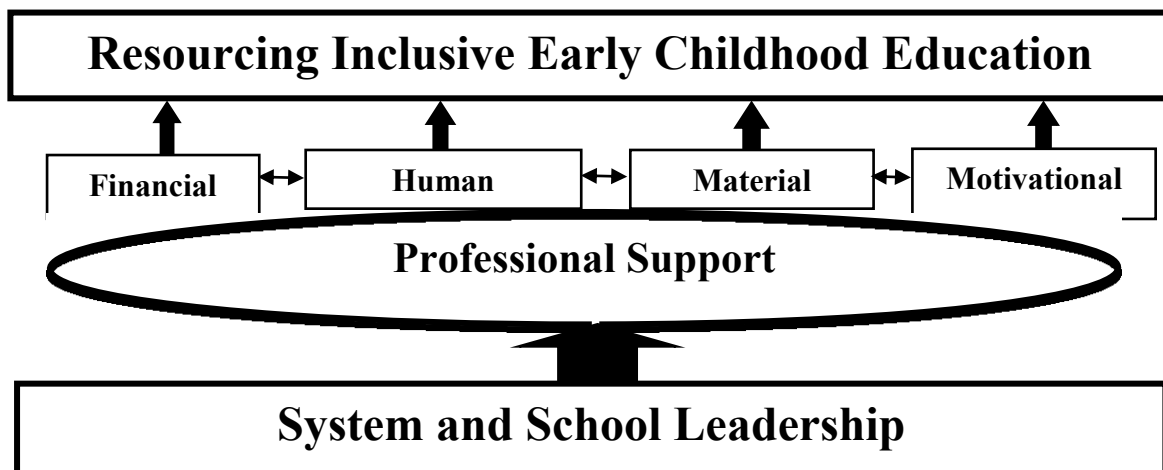 Resourcing Inclusive Early Childhood Education
Financial
Human
Material
Motivational
Professional Support
System and School Leadership